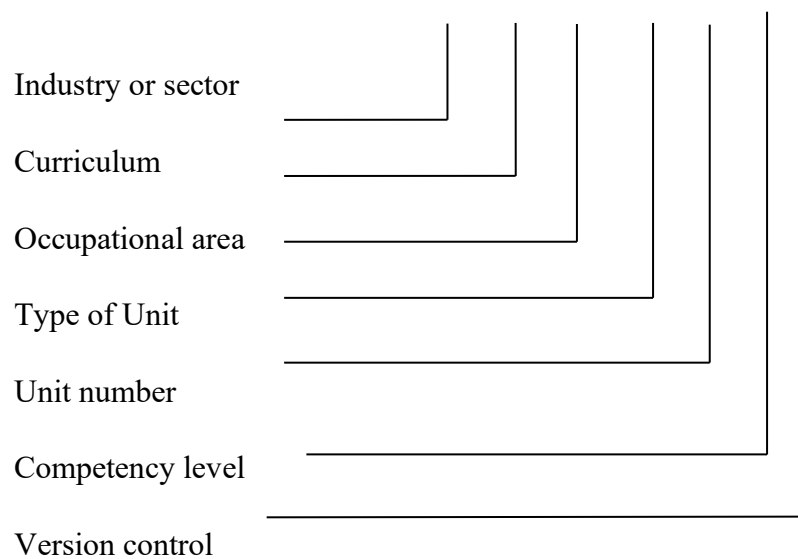 Industry or sector
Curriculum
Occupational area
Type of Unit
Unit number
Competency level
Version control